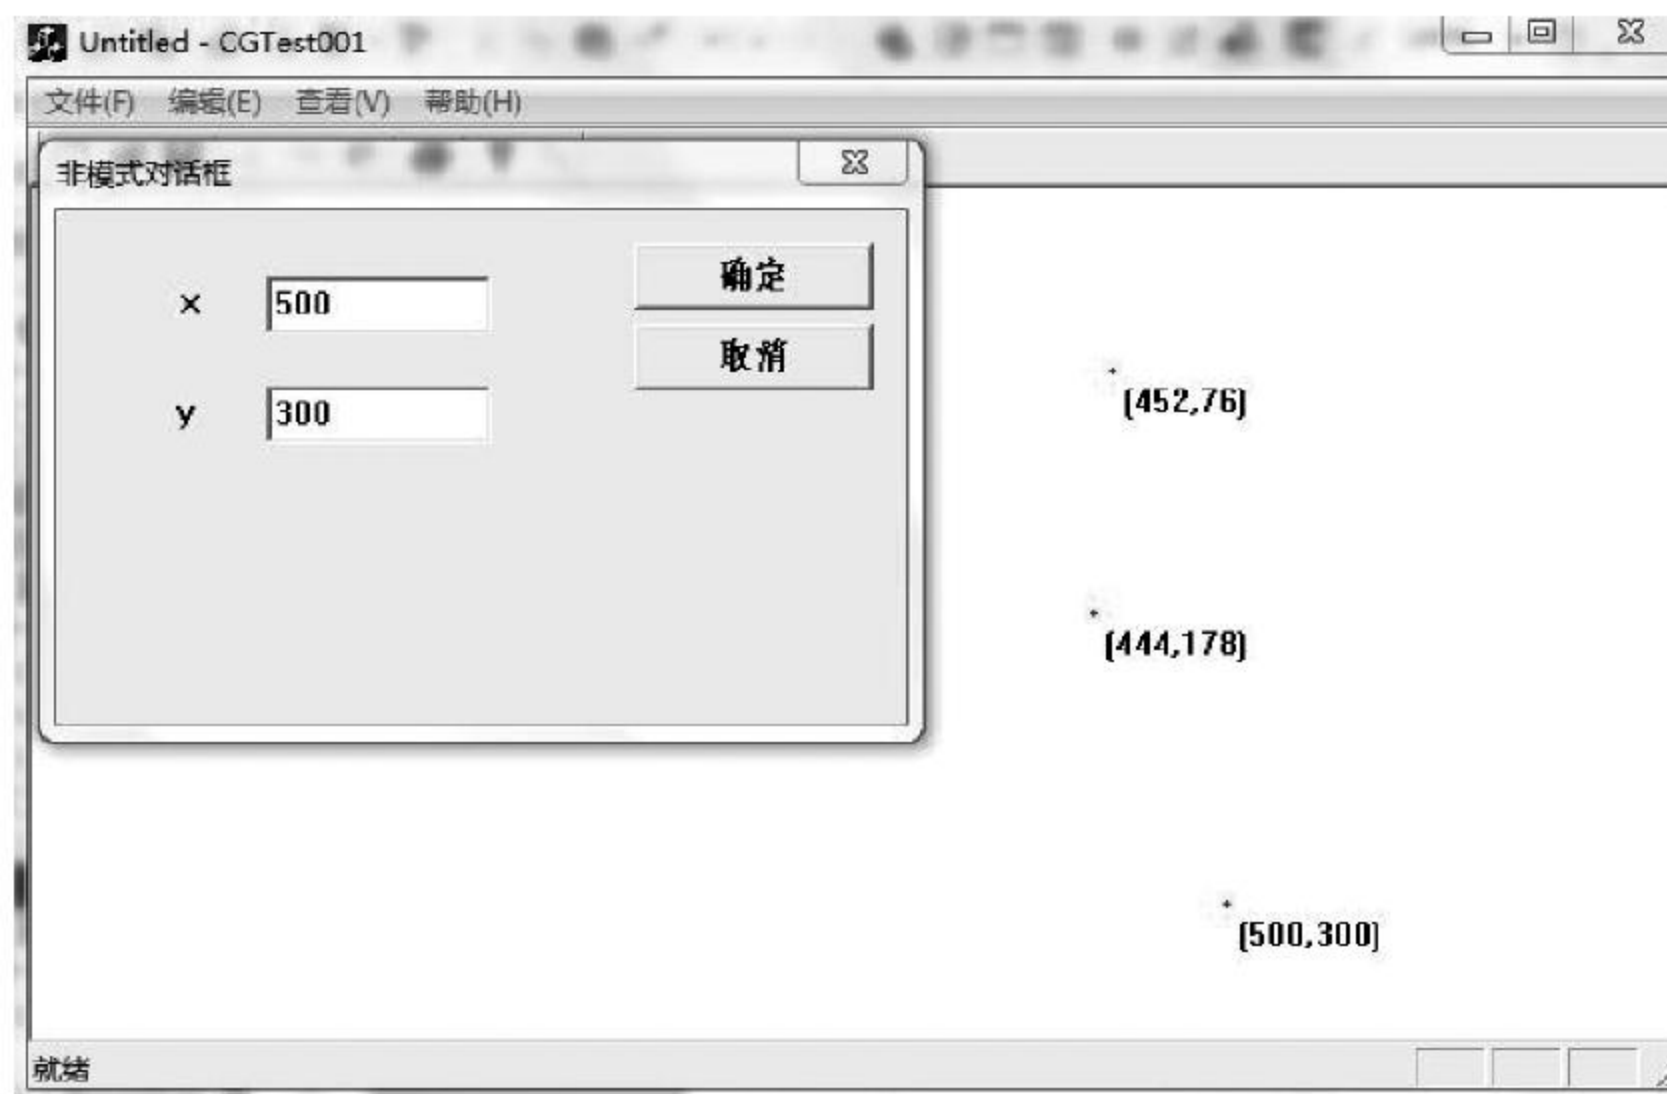 Untitled - CGTest001
文件(F) 编辑(E) 查看(V) 帮助(H)
非模式对话框
x 500
确定
取消
y 300
(452,76)
(444,178)
(500,300)
就绪